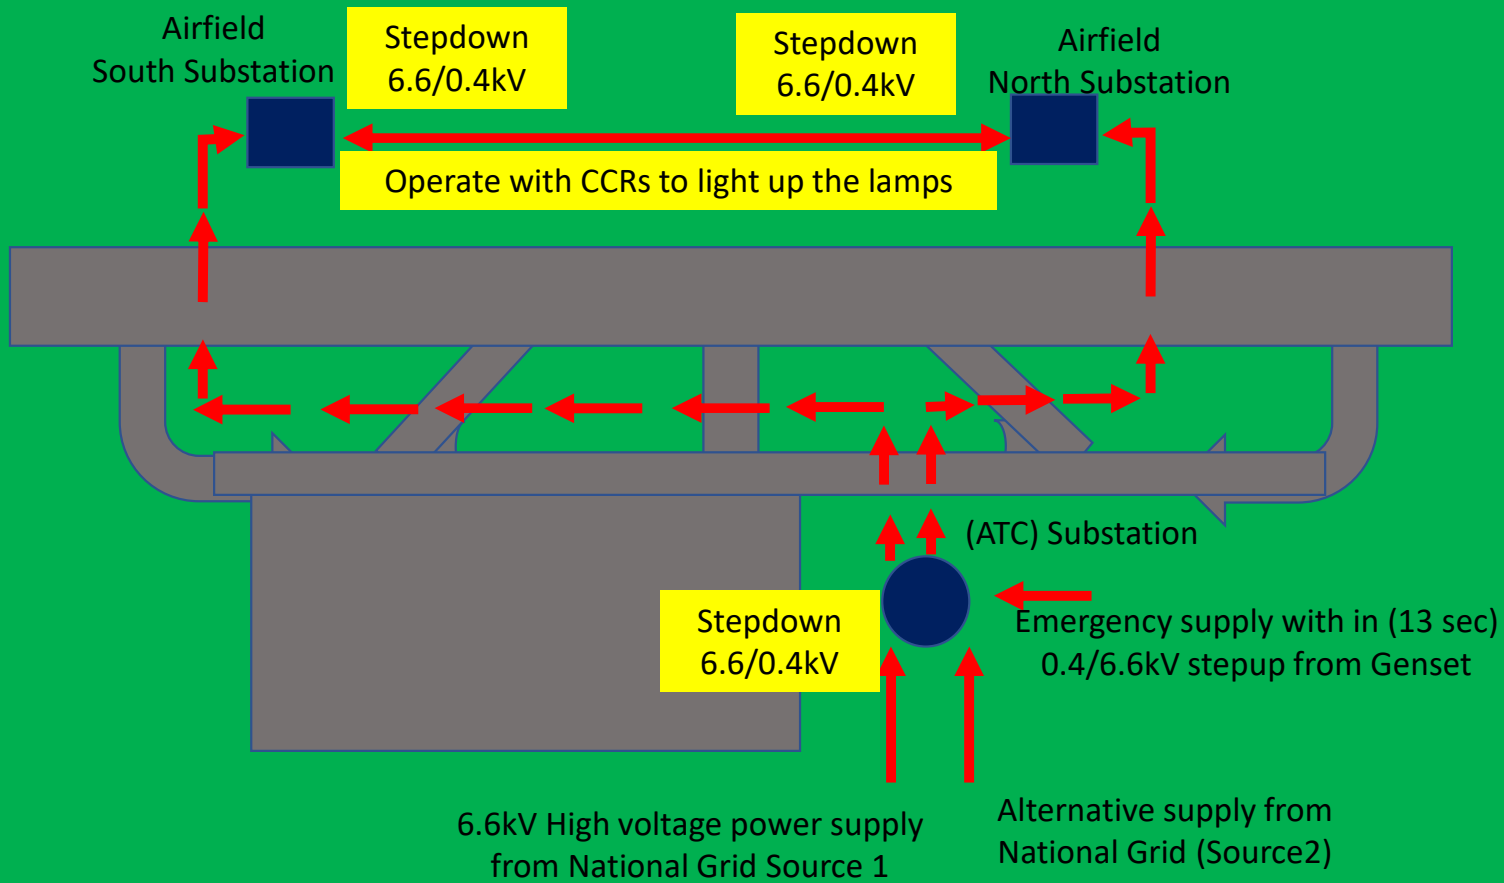 Airfield
South Substation
Stepdown
6.6/0.4kV
Stepdown
6.6/0.4kV
Airfield
North Substation
Operate with CCRs to light up the lamps
(ATC) Substation
Stepdown
6.6/0.4kV
Emergency supply with in (13 sec)
0.4/6.6kV stepup from Genset
6.6kV High voltage power supply
from National Grid Source 1
Alternative supply from
National Grid (Source2)